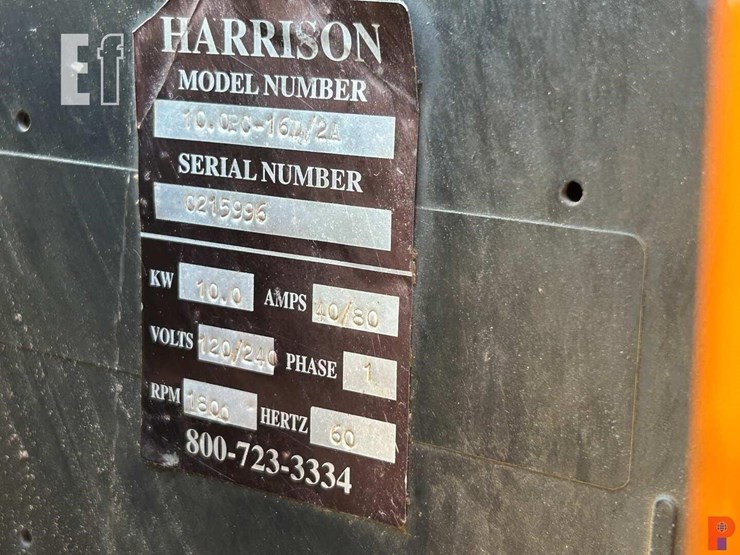 Ef
HARRISON
MODEL NUMBER
SERIAL NUMBER
0215996
KW 10.0 AMPS 40/80
VOLTS 120/240 PHASE 1
RPM 1800 HERTZ 60
800-723-3334